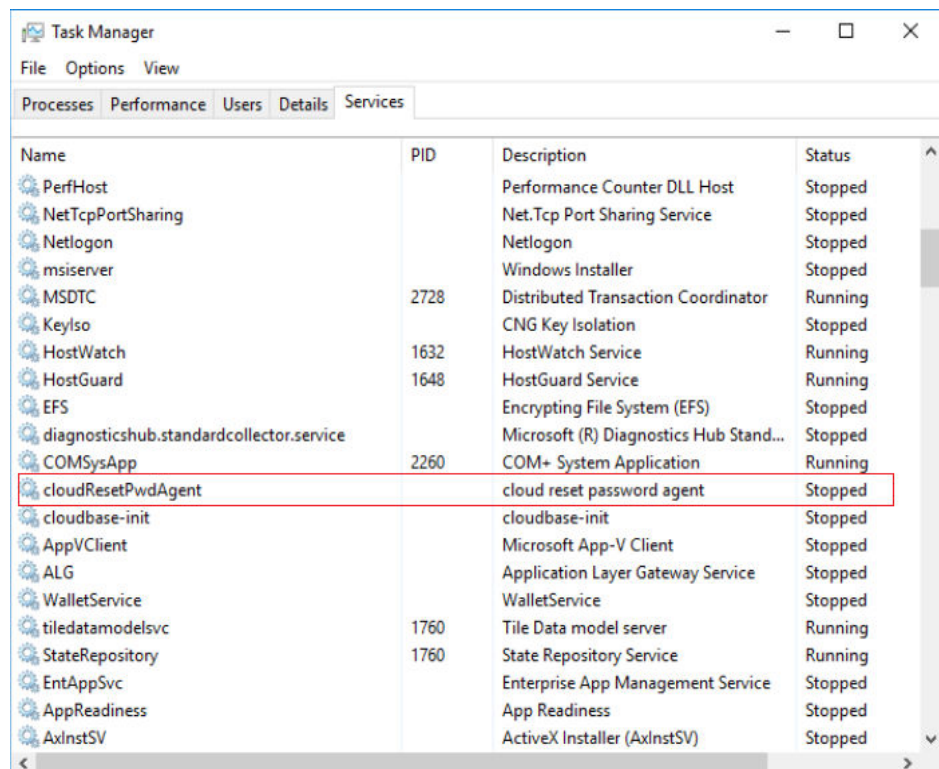 Task Manager
File Options View
Processes Performance Users Details Services
Name PID Description Status
PerfHost Performance Counter DLL Host Stopped
NetTcpPortSharing Net.Tcp Port Sharing Service Stopped
Netlogon Netlogon Stopped
msiserver Windows Installer Stopped
MSDTC 2728 Distributed Transaction Coordinator Running
KeyIso CNG Key Isolation Stopped
HostWatch 1632 HostWatch Service Running
HostGuard 1648 HostGuard Service Running
EFS Encrypting File System (EFS) Stopped
diagnosticshub.standardcollector.service Microsoft (R) Diagnostics Hub Stand... Stopped
COMSysApp 2260 COM+ System Application Running
cloudResetPwdAgent cloud reset password agent Stopped
cloudbase-init cloudbase-init Stopped
AppVClient Microsoft App-V Client Stopped
ALG Application Layer Gateway Service Stopped
WalletService WalletService Stopped
tiledatamodelsvc 1760 Tile Data model server Running
StateRepository 1760 State Repository Service Running
EntAppSvc Enterprise App Management Service Stopped
AppReadiness App Readiness Stopped
AxInstSV ActiveX Installer (AxInstSV) Stopped